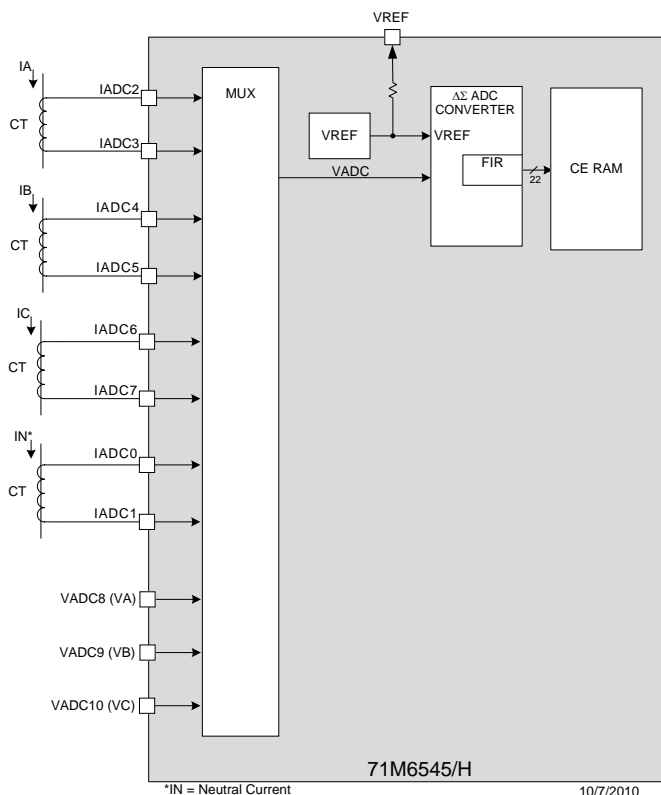 VREF
IA
IADC2
MUX
ΔΣ ADC
CONVERTER
CT
VREF
VREF
IADC3
FIR
CE RAM
VADC
22
IB
IADC4
CT
IADC5
IC
IADC6
CT
IADC7
IN*
IADC0
CT
IADC1
VADC8 (VA)
VADC9 (VB)
VADC10 (VC)
71M6545/H
*IN = Neutral Current
10/7/2010